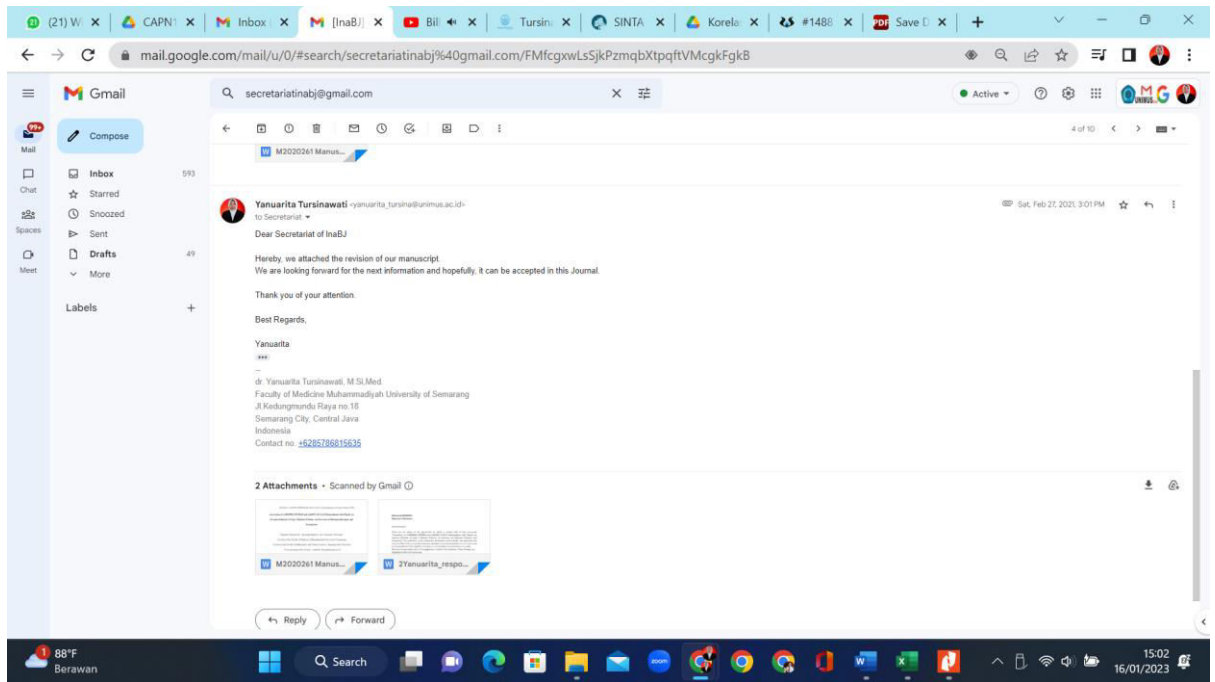 (21) W
CAPN1
Inbox
[InaBJ]
Bil
Tursin
SINTA
Korela
#1488
Save D
mail.google.com/mail/u/0/#search/secretariatinabj%40gmail.com/FMfcgxwLsSjkPzmqbXtpqftVMcgkFgkB
Gmail
secretariatinabj@gmail.com
Active
99+
Mail
Compose
4 of 10
M2020261 Manus...
Inbox 593
Chat
Starred
Snoozed
Spaces
Sent
Drafts 49
Meet
More
Labels
Yanuarita Tursinawati <yanuarita_tursina@unimus.ac.id>
Sat, Feb 27, 2021, 3:01 PM
to Secretariat
Dear Secretariat of InaBJ
Hereby, we attached the revision of our manuscript.
We are looking forward for the next information and hopefully, it can be accepted in this Journal.
Thank you of your attention.
Best Regards,
Yanuarita
--
dr. Yanuarita Tursinawati, M.Si,Med
Faculty of Medicine Muhammadiyah University of Semarang
Jl Kedungmundu Raya no.18
Semarang City, Central Java
Indonesia
Contact no. +6285786815635
2 Attachments • Scanned by Gmail
M2020261 Manus...
2Yanuarita_respo...
Reply
Forward
88°F
Berawan
Search
zoom
15:02
16/01/2023